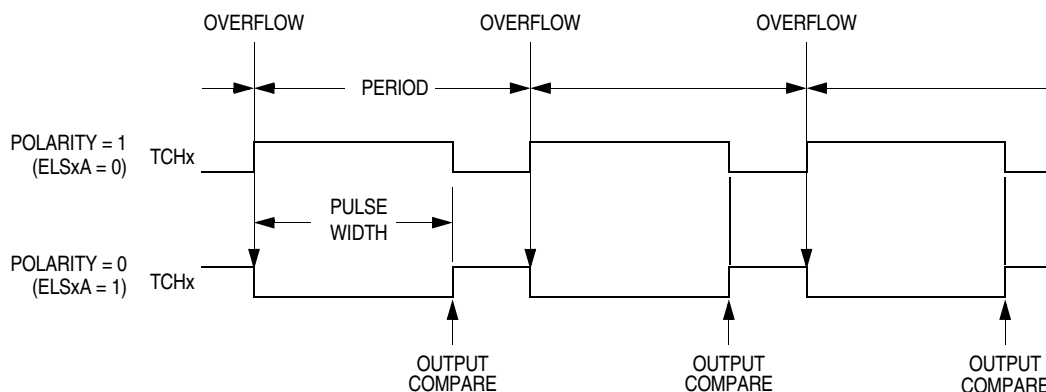 OVERFLOW OVERFLOW OVERFLOW
PERIOD
POLARITY = 1
(ELSxA = 0)
TCHx
PULSE
WIDTH
POLARITY = 0
(ELSxA = 1)
TCHx
OUTPUT
COMPARE
OUTPUT
COMPARE
OUTPUT
COMPARE